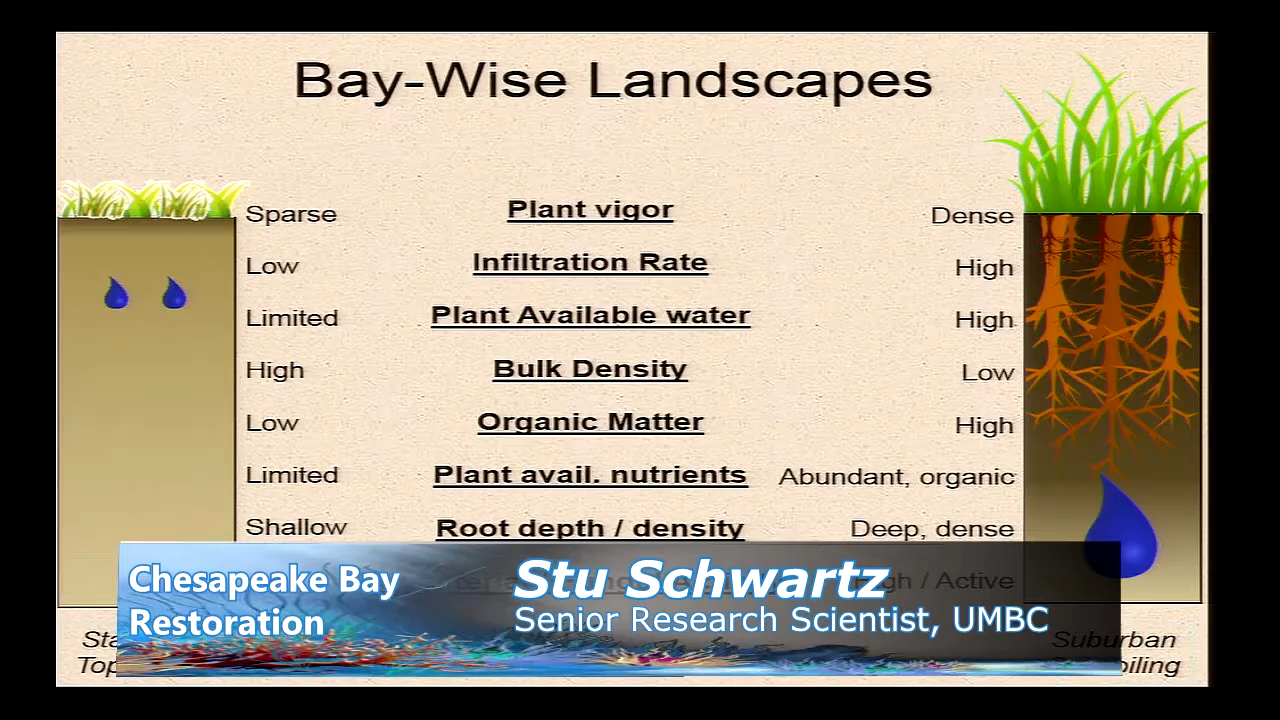 Bay-Wise Landscapes
Sparse Plant vigor Dense
Low Infiltration Rate High
Limited Plant Available water High
High Bulk Density Low
Low Organic Matter High
Limited Plant avail. nutrients Abundant, organic
Shallow Root depth / density Deep, dense
/ Active
Chesapeake Bay
Restoration
Stu Schwartz
Senior Research Scientist, UMBC
Suburban